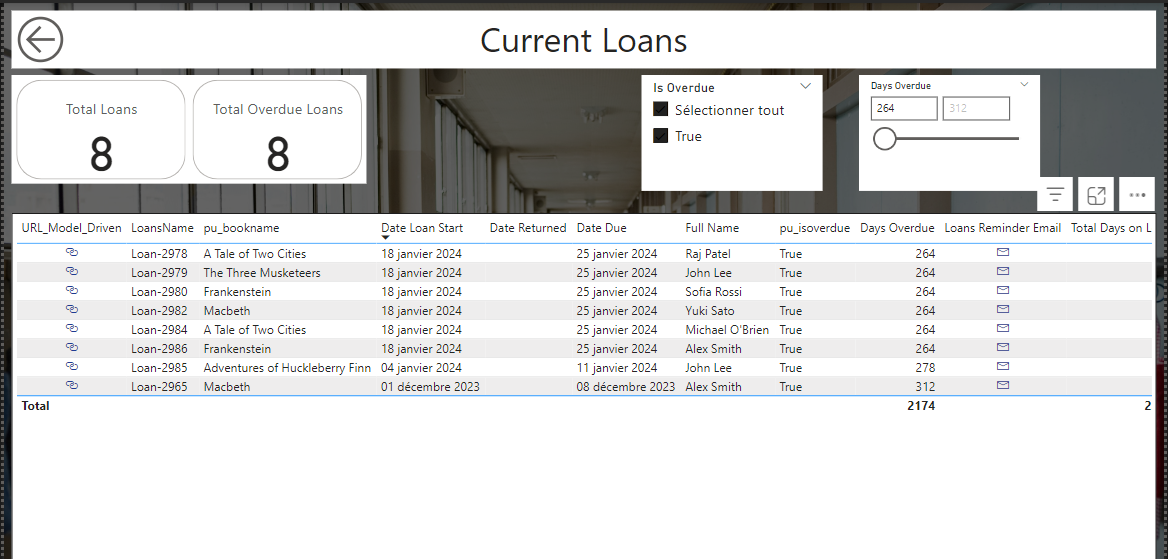 Current Loans
Total Loans
8
Total Overdue Loans
8
Is Overdue
Sélectionner tout
True
Days Overdue
264 312
URL_Model_Driven LoansName pu_bookname Date Loan Start Date Returned Date Due Full Name pu_isoverdue Days Overdue Loans Reminder Email Total Days on L
Loan-2978 A Tale of Two Cities 18 janvier 2024 25 janvier 2024 Raj Patel True 264
Loan-2979 The Three Musketeers 18 janvier 2024 25 janvier 2024 John Lee True 264
Loan-2980 Frankenstein 18 janvier 2024 25 janvier 2024 Sofia Rossi True 264
Loan-2982 Macbeth 18 janvier 2024 25 janvier 2024 Yuki Sato True 264
Loan-2984 A Tale of Two Cities 18 janvier 2024 25 janvier 2024 Michael O'Brien True 264
Loan-2986 Frankenstein 18 janvier 2024 25 janvier 2024 Alex Smith True 264
Loan-2985 Adventures of Huckleberry Finn 04 janvier 2024 11 janvier 2024 John Lee True 278
Loan-2965 Macbeth 01 décembre 2023 08 décembre 2023 Alex Smith True 312
Total 2174 2